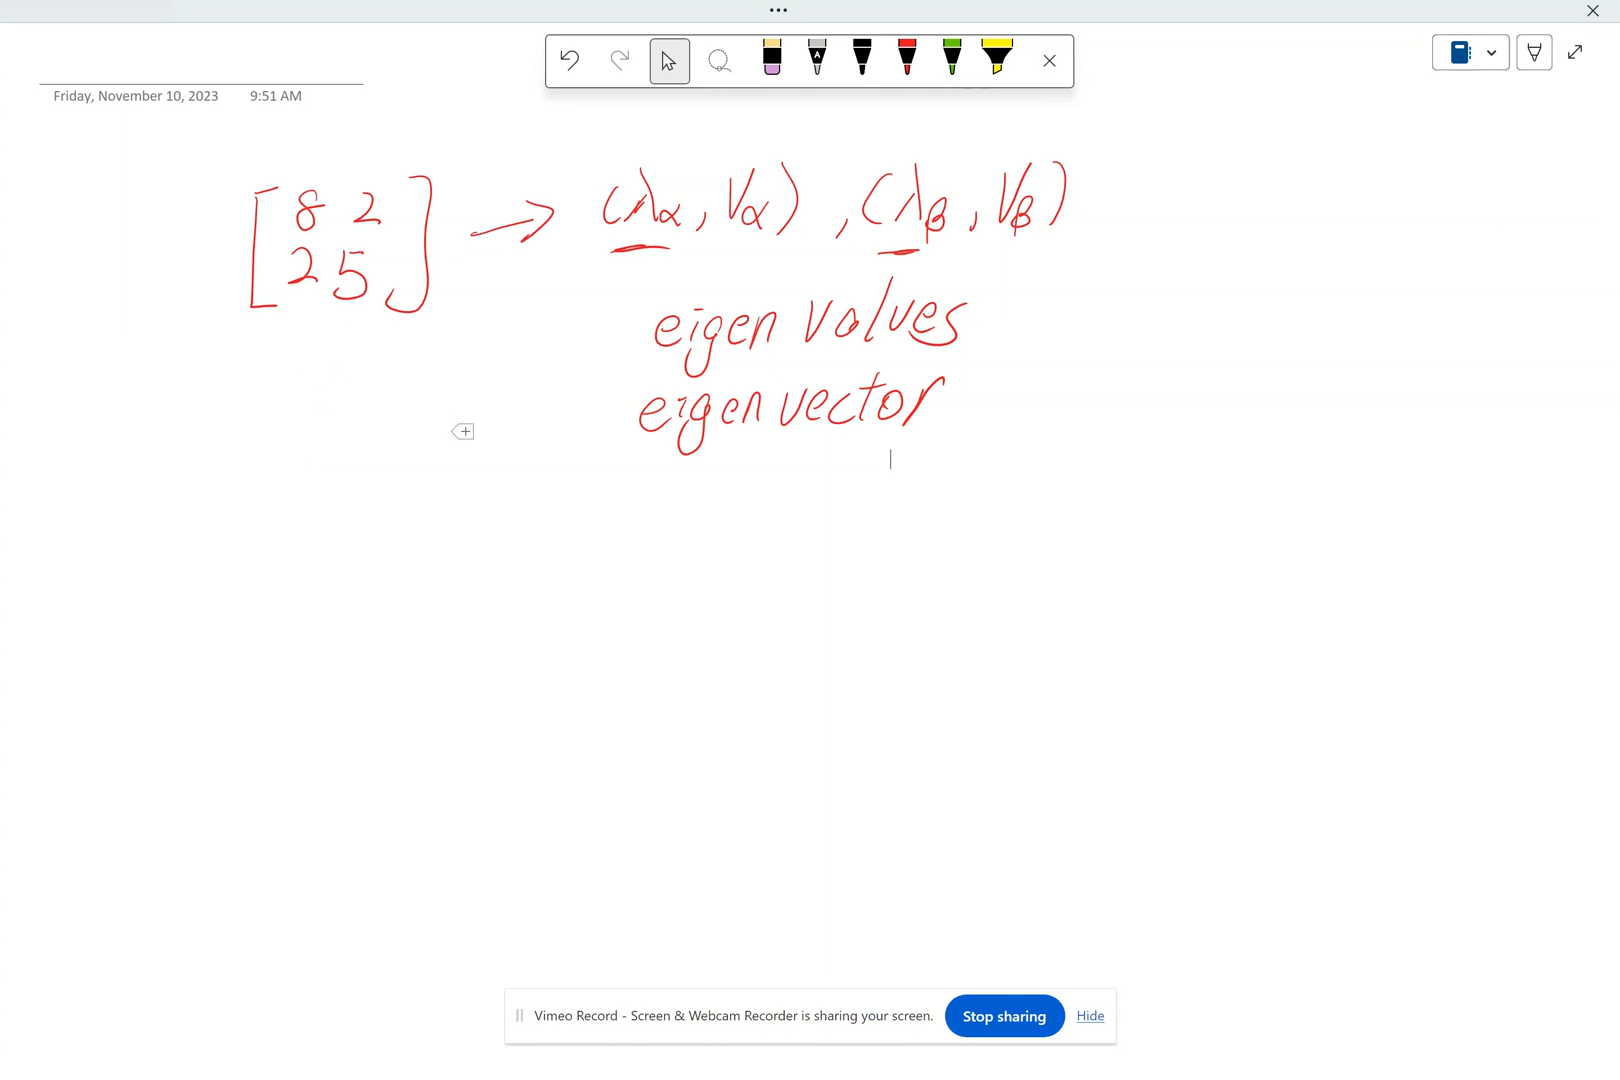 Friday, November 10, 2023 9:51 AM
[8 2
2 5] → (λα, Vα), (λβ, Vβ)
eigen values
eigen vector
Vimeo Record - Screen & Webcam Recorder is sharing your screen. Stop sharing Hide